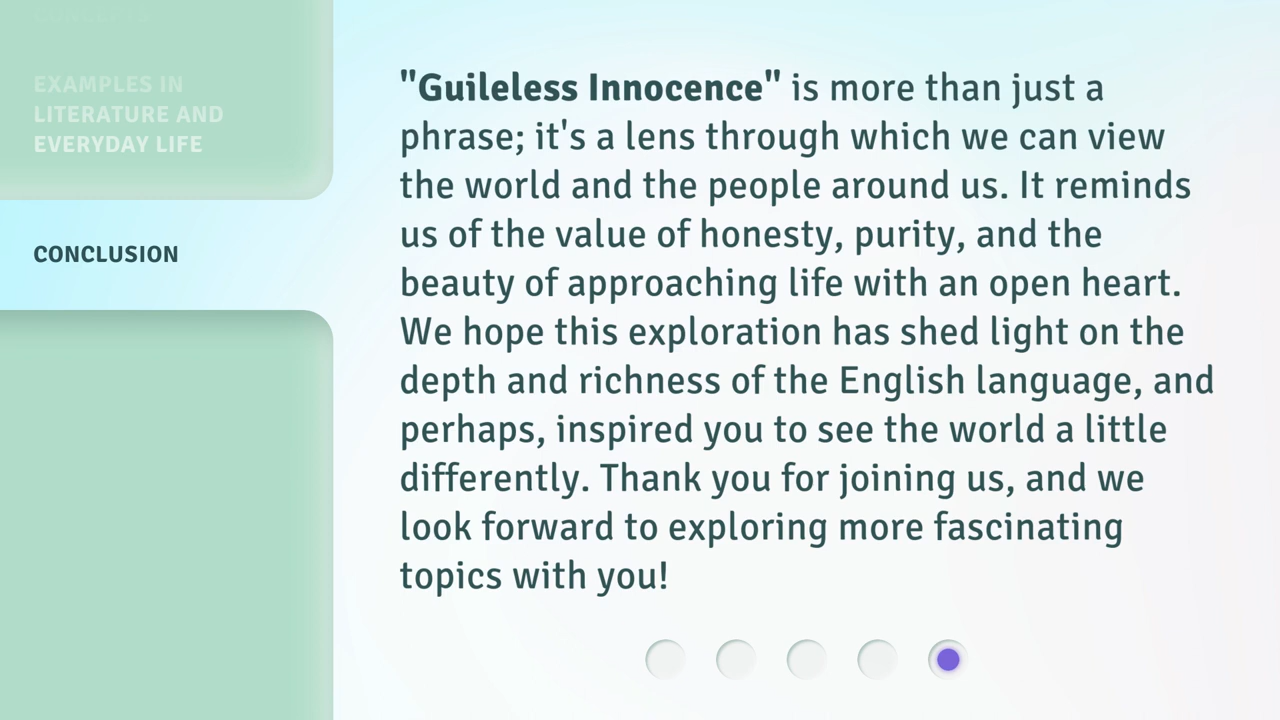 EXAMPLES IN
LITERATURE AND
EVERYDAY LIFE
CONCLUSION
"Guileless Innocence" is more than just a
phrase; it's a lens through which we can view
the world and the people around us. It reminds
us of the value of honesty, purity, and the
beauty of approaching life with an open heart.
We hope this exploration has shed light on the
depth and richness of the English language, and
perhaps, inspired you to see the world a little
differently. Thank you for joining us, and we
look forward to exploring more fascinating
topics with you!